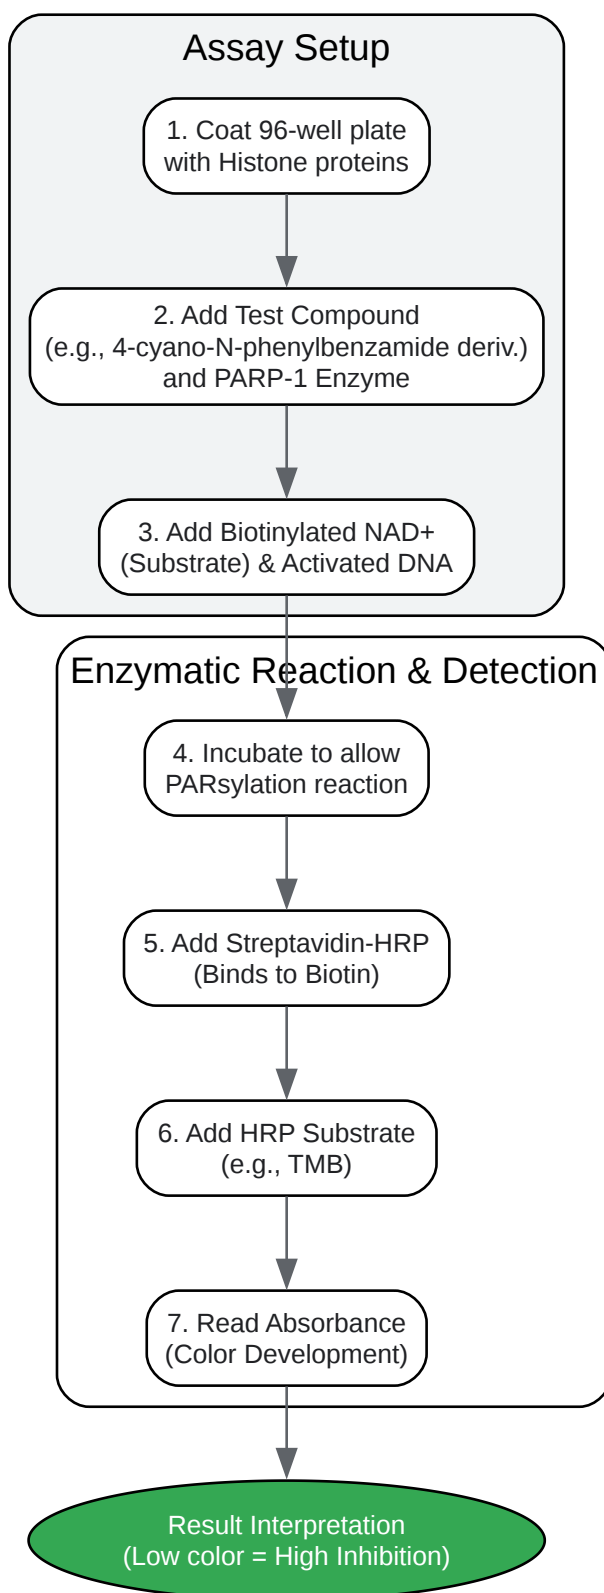 Assay Setup
1. Coat 96-well plate
with Histone proteins
2. Add Test Compound
(e.g., 4-cyano-N-phenylbenzamide deriv.)
and PARP-1 Enzyme
3. Add Biotinylated NAD+
(Substrate) & Activated DNA
Enzymatic Reaction & Detection
4. Incubate to allow
PARsylation reaction
5. Add Streptavidin-HRP
(Binds to Biotin)
6. Add HRP Substrate
(e.g., TMB)
7. Read Absorbance
(Color Development)
Result Interpretation
(Low color = High Inhibition)